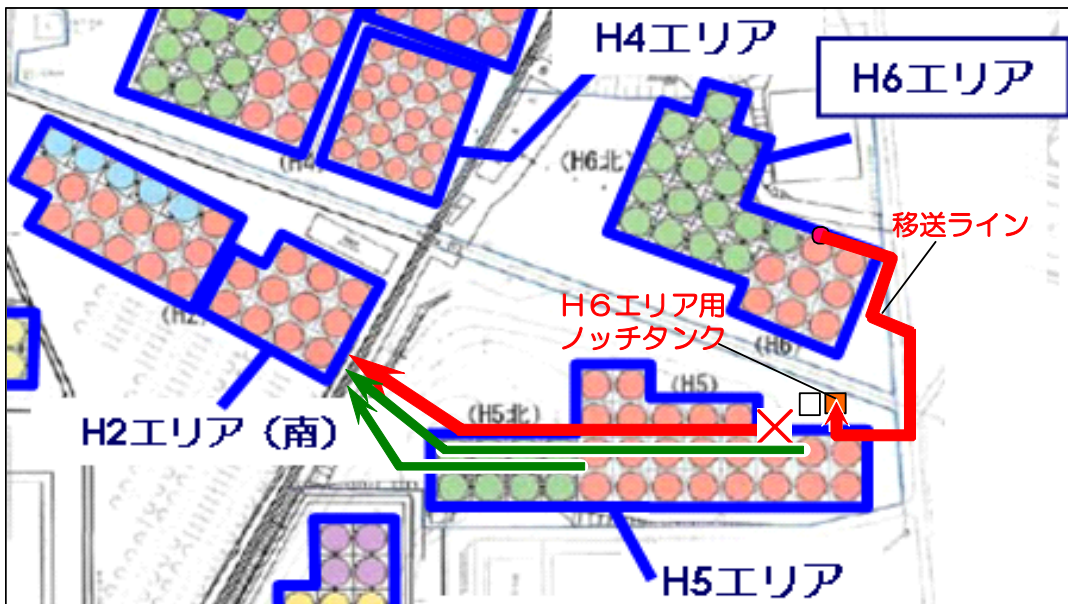 H4エリア
H6エリア
(H4)
(H6北)
移送ライン
H6エリア用
ノッチタンク
(H2)
(H6)
(H5)
(H5北)
H2エリア（南）
H5エリア